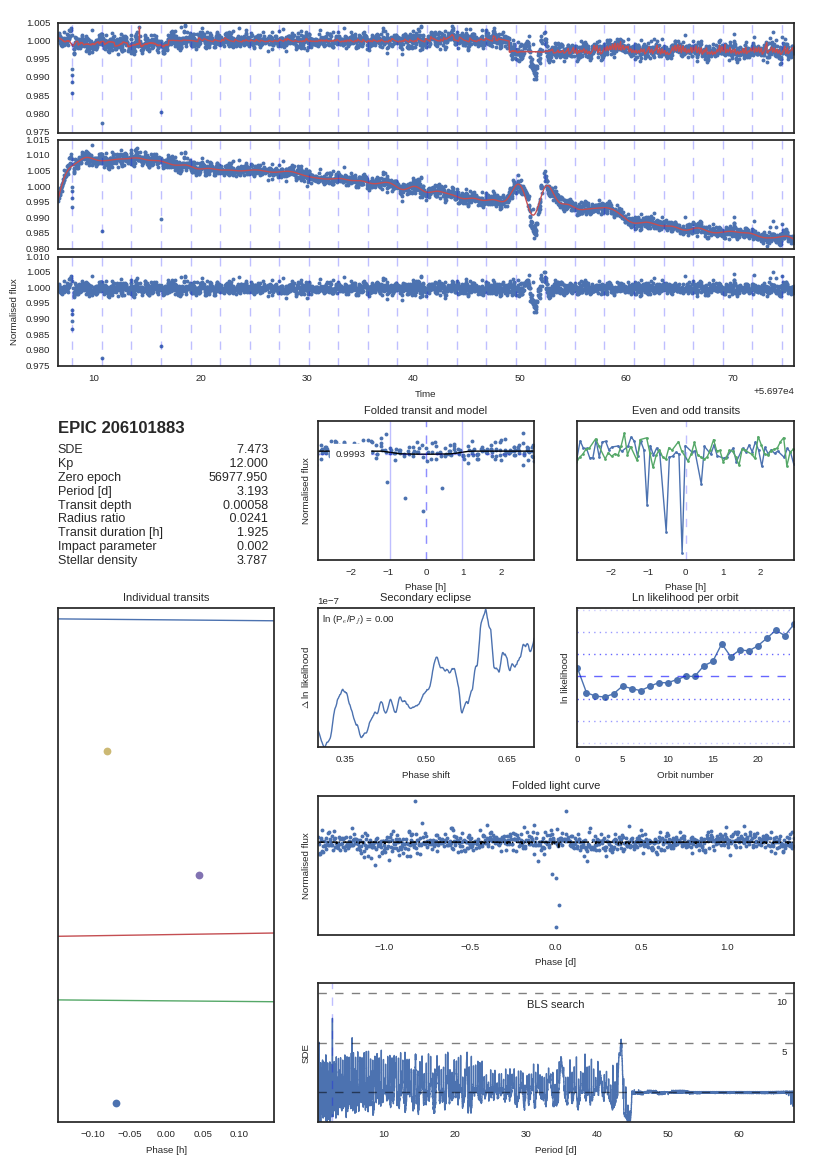 1.005
1.000
0.995
0.990
0.985
0.980
0.975
1.015
1.010
1.005
1.000
0.995
0.990
0.985
0.980
1.010
1.005
1.000
0.995
0.990
0.985
0.980
0.975
Normalised flux
10 20 30 40 50 60 70
Time
+5.697e4
EPIC 206101883
SDE 7.473
Kp 12.000
Zero epoch 56977.950
Period [d] 3.193
Transit depth 0.00058
Radius ratio 0.0241
Transit duration [h] 1.925
Impact parameter 0.002
Stellar density 3.787
Folded transit and model
0.9993
Normalised flux
−2 −1 0 1 2
Phase [h]
Even and odd transits
−2 −1 0 1 2
Phase [h]
Individual transits
−0.10 −0.05 0.00 0.05 0.10
Phase [h]
Secondary eclipse
1e−7
ln (Pₑ/P𝑓) = 0.00
Δ ln likelihood
0.35 0.50 0.65
Phase shift
Ln likelihood per orbit
ln likelihood
0 5 10 15 20
Orbit number
Folded light curve
Normalised flux
−1.0 −0.5 0.0 0.5 1.0
Phase [d]
BLS search
10
5
SDE
10 20 30 40 50 60
Period [d]